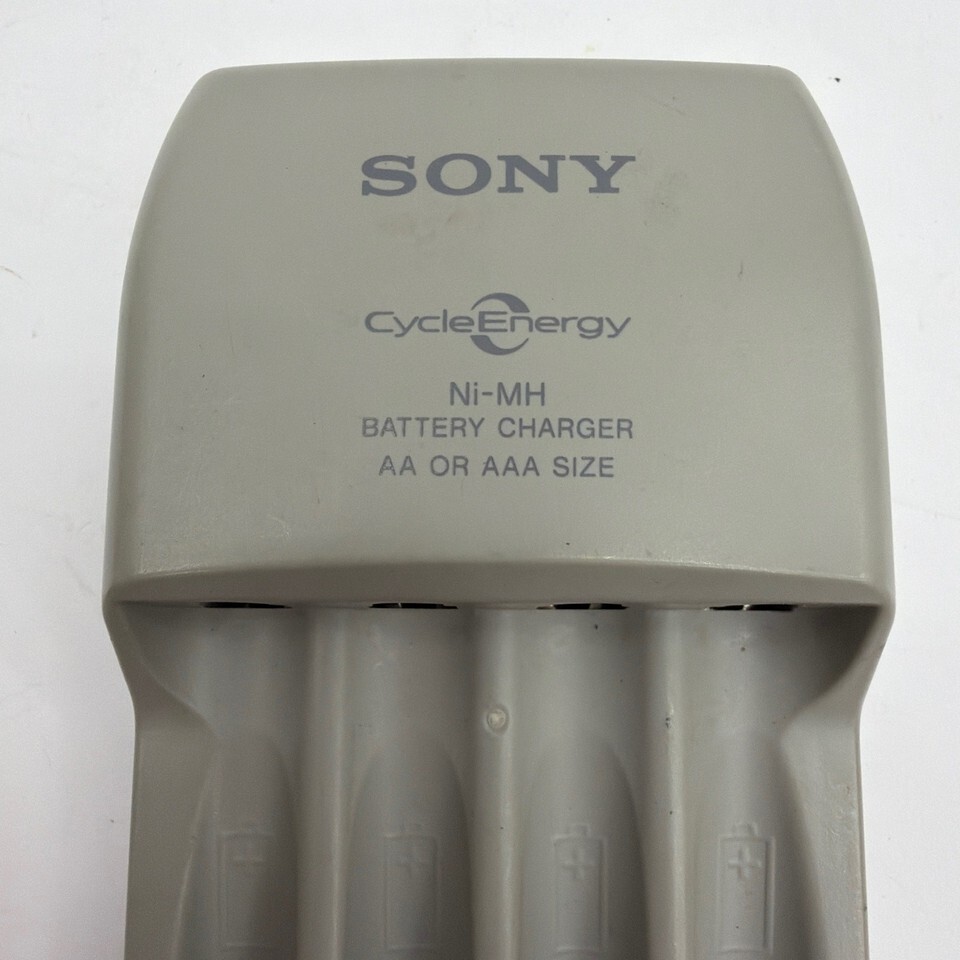 SONY
CycleEnergy
Ni-MH
BATTERY CHARGER
AA OR AAA SIZE